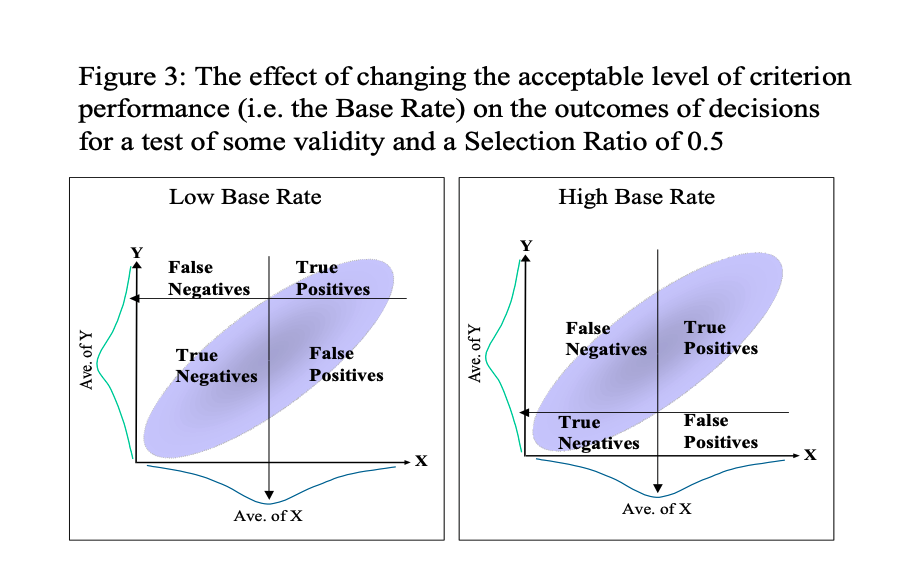 Figure 3: The effect of changing the acceptable level of criterion
performance (i.e. the Base Rate) on the outcomes of decisions
for a test of some validity and a Selection Ratio of 0.5
Low Base Rate
Y
False
Negatives
True
Positives
True
Negatives
False
Positives
Ave. of Y
X
Ave. of X
High Base Rate
Y
False
Negatives
True
Positives
True
Negatives
False
Positives
Ave. of Y
X
Ave. of X